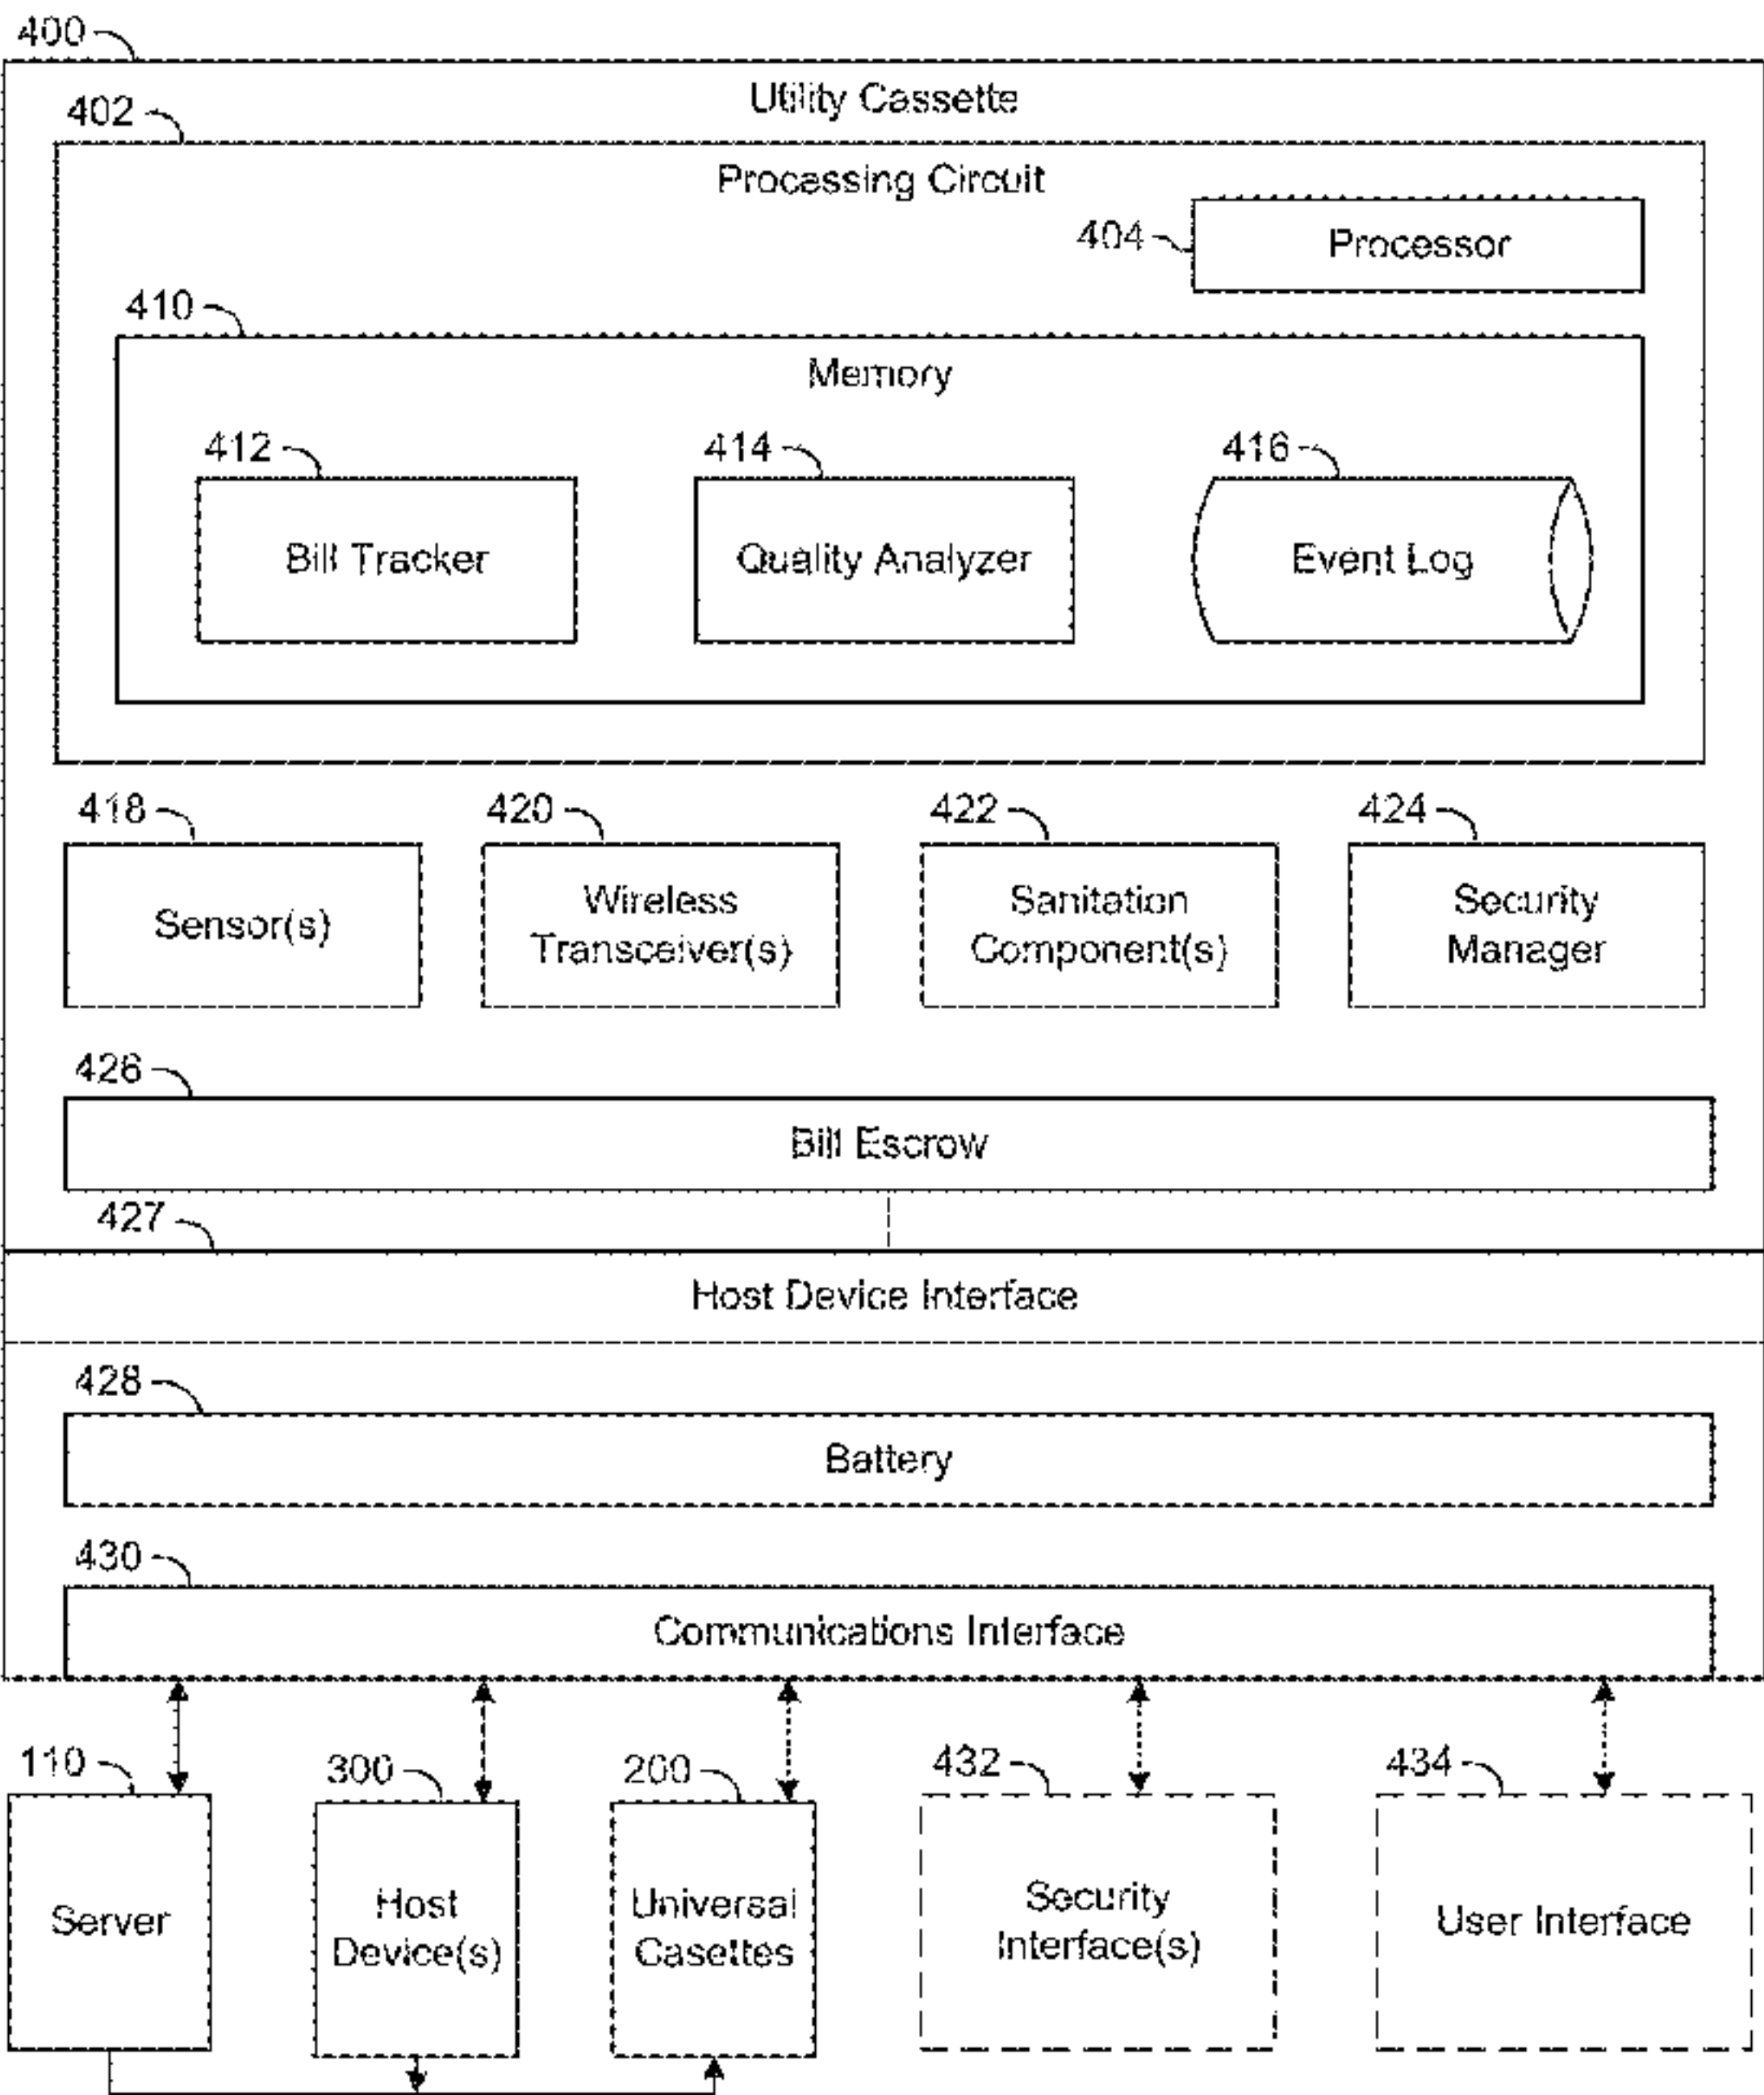 400
Utility Cassette
402
Processing Circuit
404
Processor
410
Memory
412
414
416
Bill Tracker
Quality Analyzer
Event Log
418
420
422
424
Sensor(s)
Wireless
Transceiver(s)
Sanitation
Component(s)
Security
Manager
426
Bill Escrow
427
Host Device Interface
428
Battery
430
Communications Interface
110
300
200
432
434
Server
Host
Device(s)
Universal
Casettes
Security
Interface(s)
User Interface